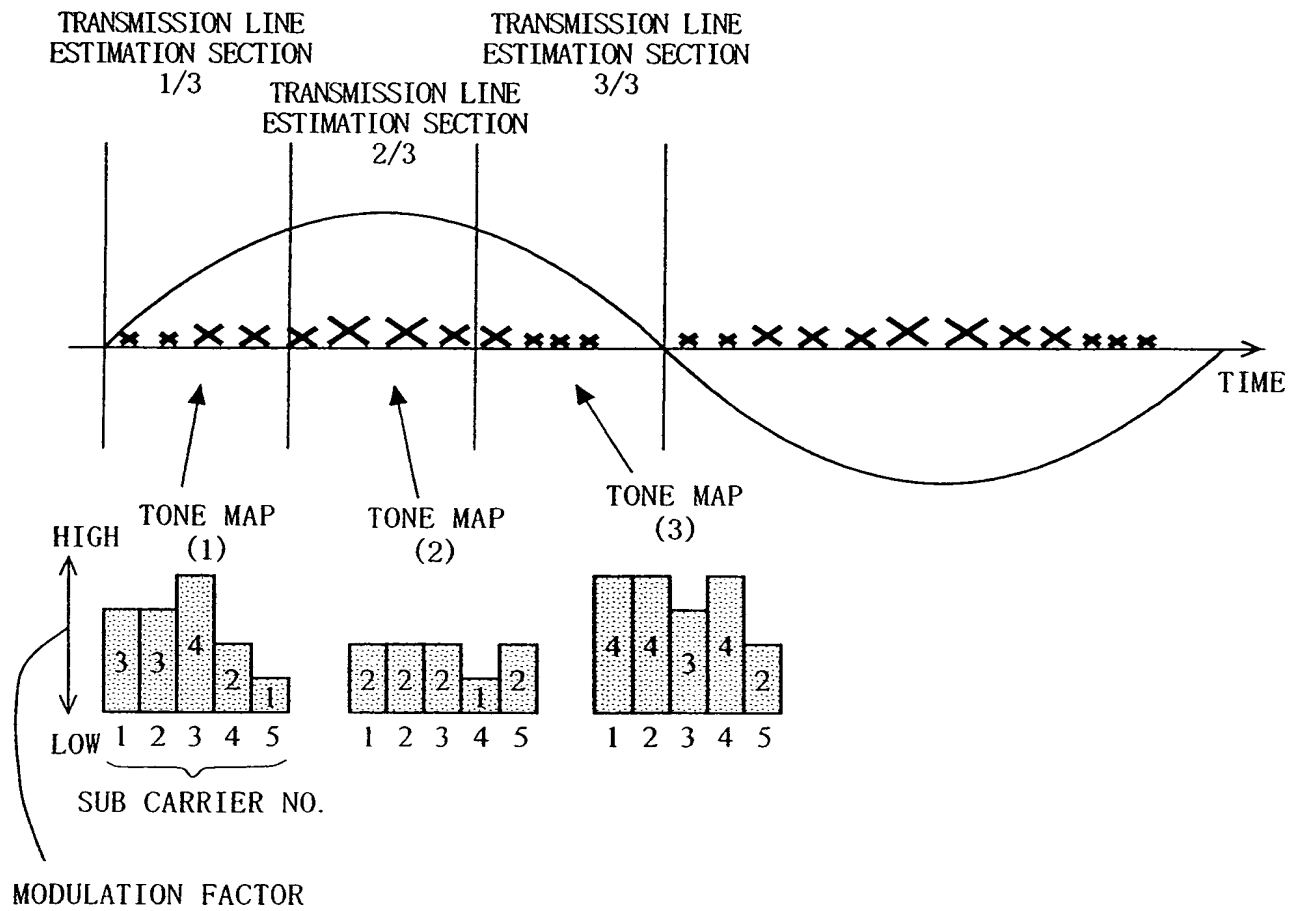 TRANSMISSION LINE
ESTIMATION SECTION
1/3
TRANSMISSION LINE
ESTIMATION SECTION
2/3
TRANSMISSION LINE
ESTIMATION SECTION
3/3
TIME
TONE MAP
(1)
TONE MAP
(2)
TONE MAP
(3)
HIGH
LOW
3 3 4 2 1
1 2 3 4 5
SUB CARRIER NO.
2 2 2 1 2
1 2 3 4 5
4 4 3 4 2
1 2 3 4 5
MODULATION FACTOR